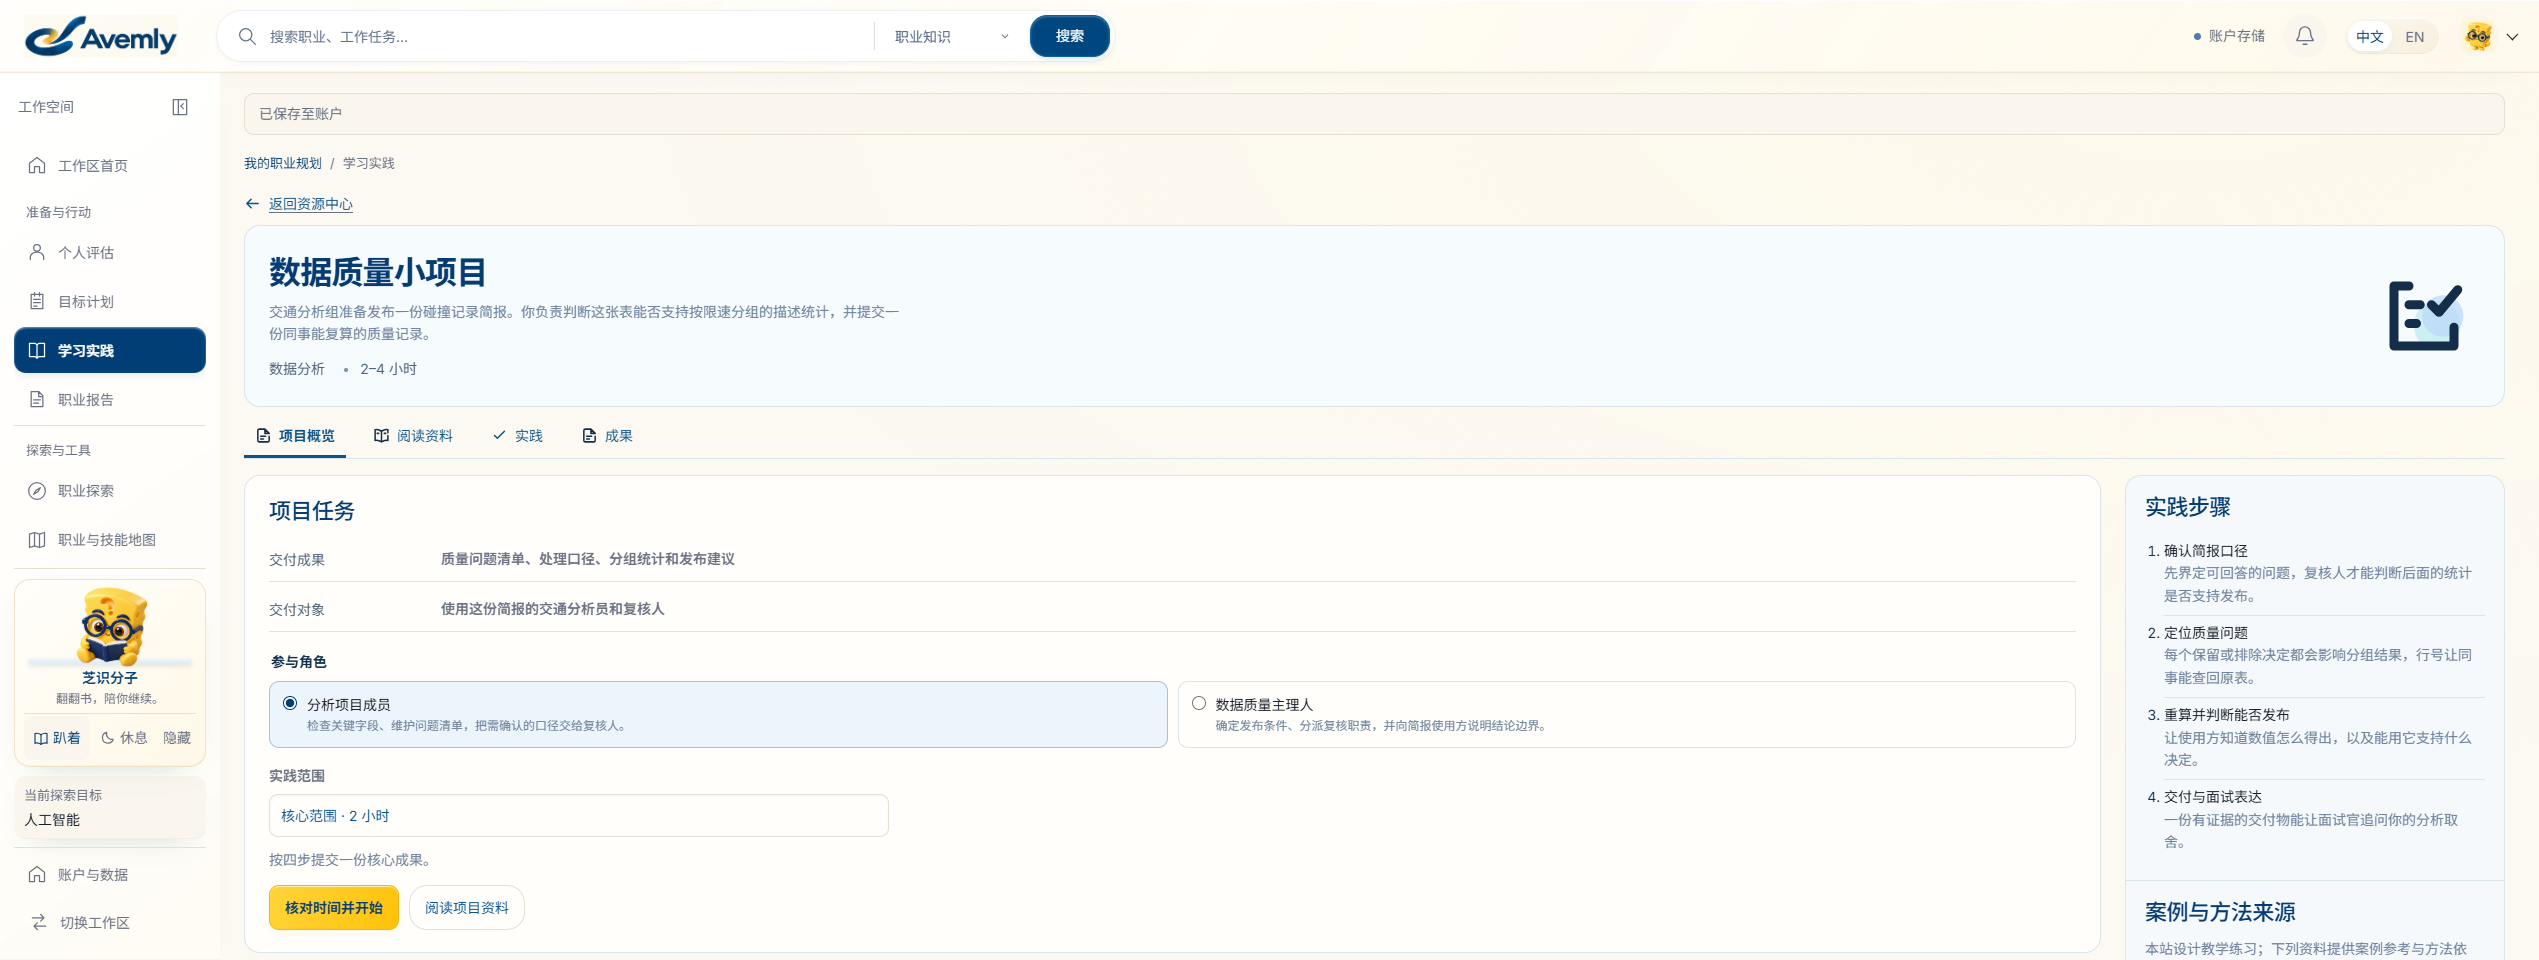 Avemly
搜索职业、工作任务...
职业知识
搜索
账户存储
中文
EN
工作空间
工作区首页
准备与行动
个人评估
目标计划
学习实践
职业报告
探索与工具
职业探索
职业与技能地图
芝识分子
翻翻书，陪你继续。
趴着
休息
隐藏
当前探索目标
人工智能
账户与数据
切换工作区
已保存至账户
我的职业规划 / 学习实践
返回资源中心
数据质量小项目
交通分析组准备发布一份碰撞记录简报。你负责判断这张表能否支持按限速分组的描述统计，并提交一
份同事能复算的质量记录。
数据分析 • 2–4 小时
项目概览
阅读资料
实践
成果
项目任务
交付成果
质量问题清单、处理口径、分组统计和发布建议
交付对象
使用这份简报的交通分析员和复核人
参与角色
分析项目成员
检查关键字段、维护问题清单，把需确认的口径交给复核人。
数据质量主理人
确定发布条件、分派复核职责，并向简报使用方说明结论边界。
实践范围
核心范围 · 2 小时
按四步提交一份核心成果。
核对时间并开始
阅读项目资料
实践步骤
1. 确认简报口径
先界定可回答的问题，复核人才能判断后面的统计
是否支持发布。
2. 定位质量问题
每个保留或排除决定都会影响分组结果，行号让同
事能查回原表。
3. 重算并判断能否发布
让使用方知道数值怎么得出，以及能用它支持什么
决定。
4. 交付与面试表达
一份有证据的交付物能让面试官追问你的分析取
舍。
案例与方法来源
本站设计教学练习；下列资料提供案例参考与方法依